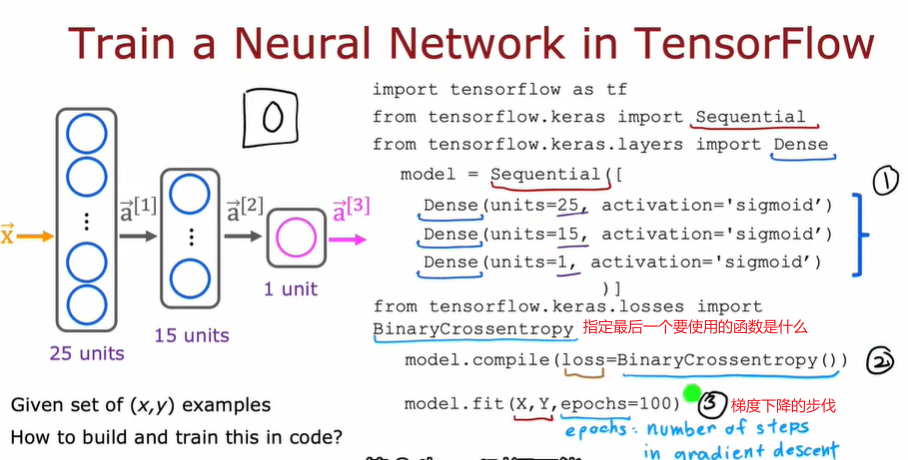 Train a Neural Network in TensorFlow
import tensorflow as tf
from tensorflow.keras import Sequential
from tensorflow.keras.layers import Dense
model = Sequential([
Dense(units=25, activation='sigmoid')
Dense(units=15, activation='sigmoid')
Dense(units=1, activation='sigmoid')
)]
①
from tensorflow.keras.losses import
BinaryCrossentropy 指定最后一个要使用的函数是什么
model.compile(loss=BinaryCrossentropy()) ②
model.fit(X,Y,epochs=100) ③ 梯度下降的步伐
epochs: number of steps
in gradient descent
0
x⃗
a⃗[1]
a⃗[2]
a⃗[3]
25 units
15 units
1 unit
Given set of (x,y) examples
How to build and train this in code?